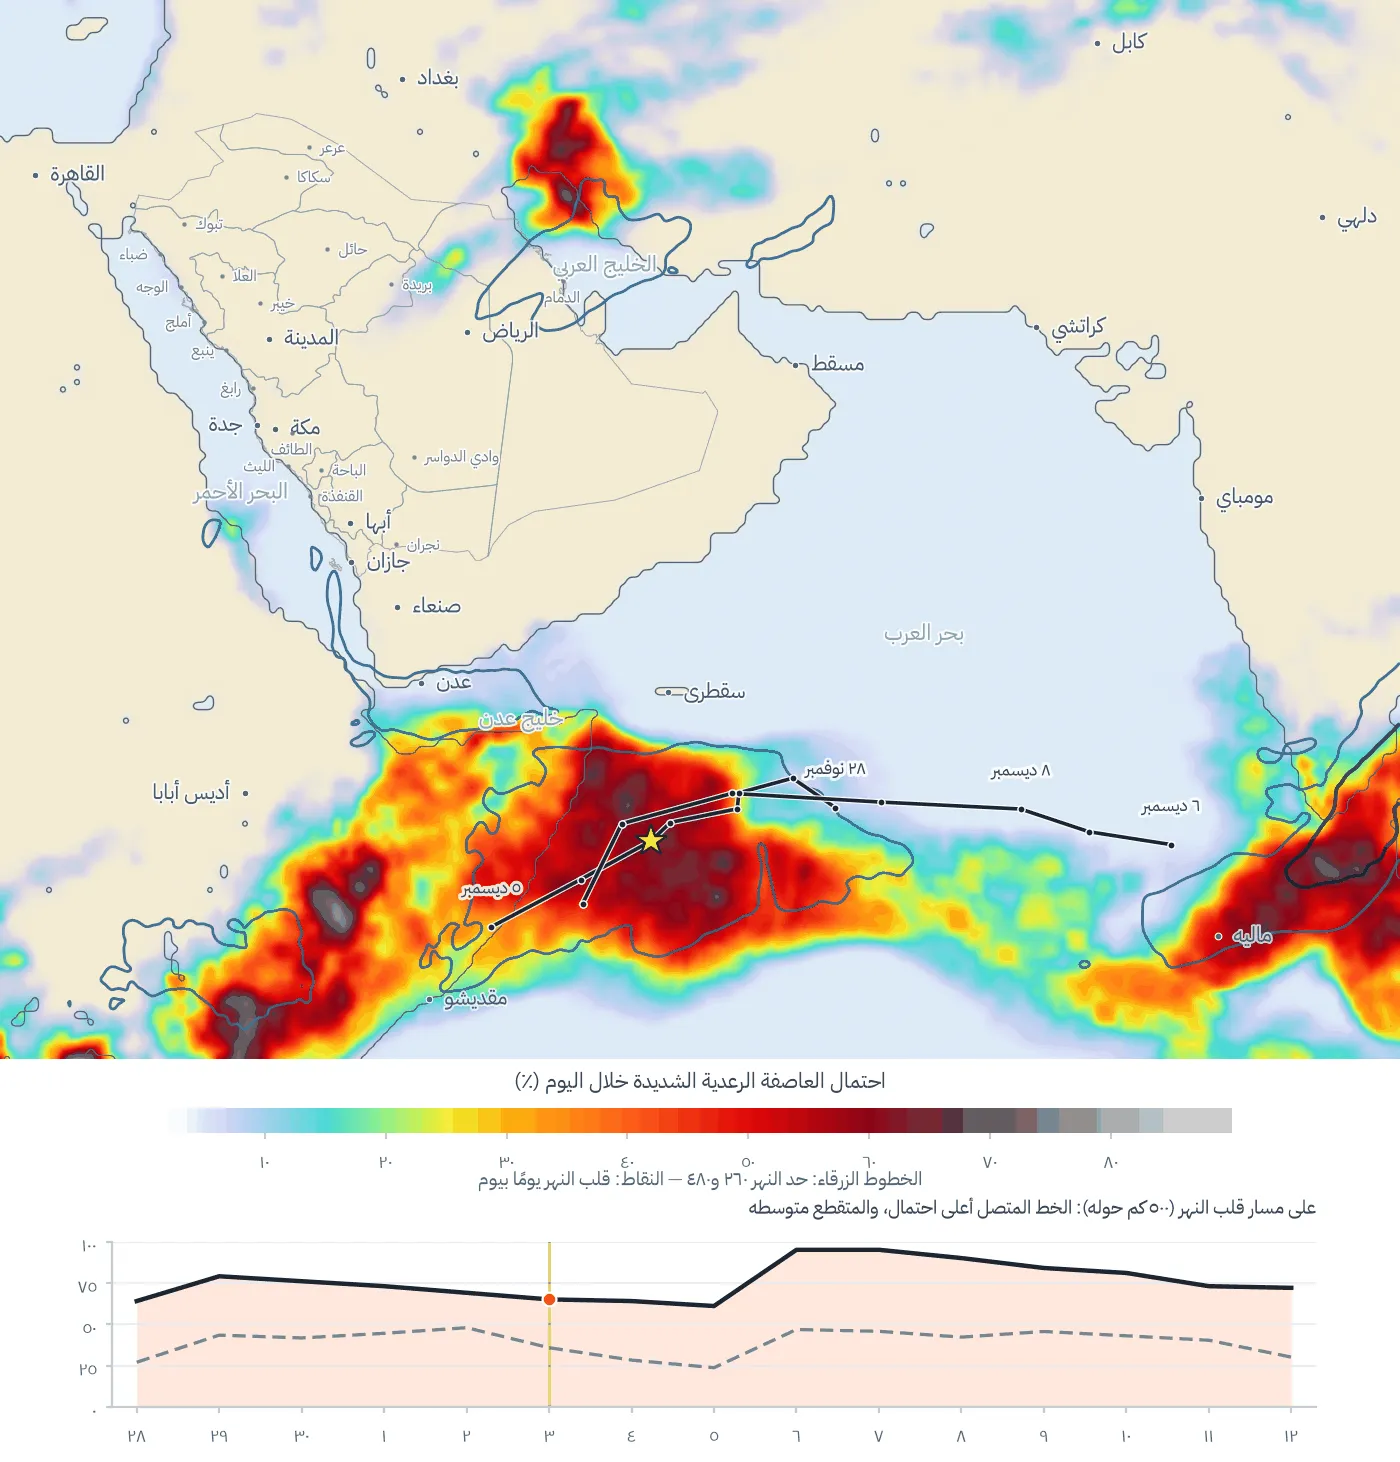 كابل
بغداد
عرعر
القاهرة
سكاكا
دلهي
تبوك
حائل
ضباء
الخليج العربي
العلا
بريدة
الوجه
الدمام
خيبر
أملج
الرياض
كراتشي
المدينة
ينبع
مسقط
رابغ
جدة
مكة
الطائف
وادي الدواسر
الليث
الباحة
البحر الأحمر
القنفذة
مومباي
أبها
نجران
جازان
صنعاء
بحر العرب
عدن
سقطرى
خليج عدن
٢٨ نوفمبر
٨ ديسمبر
أديس أبابا
٦ ديسمبر
٥ ديسمبر
ماليه
مقديشو
احتمال العاصفة الرعدية الشديدة خلال اليوم (٪)
١٠ ٢٠ ٣٠ ٤٠ ٥٠ ٦٠ ٧٠ ٨٠
الخطوط الزرقاء: حد النهر ٢٦٠ و٤٨٠ — النقاط: قلب النهر يومًا بيوم
على مسار قلب النهر (٥٠٠ كم حوله): الخط المتصل أعلى احتمال، والمتقطع متوسطه
١٠٠
٧٥
٥٠
٢٥
٠
٢٨ ٢٩ ٣٠ ١ ٢ ٣ ٤ ٥ ٦ ٧ ٨ ٩ ١٠ ١١ ١٢